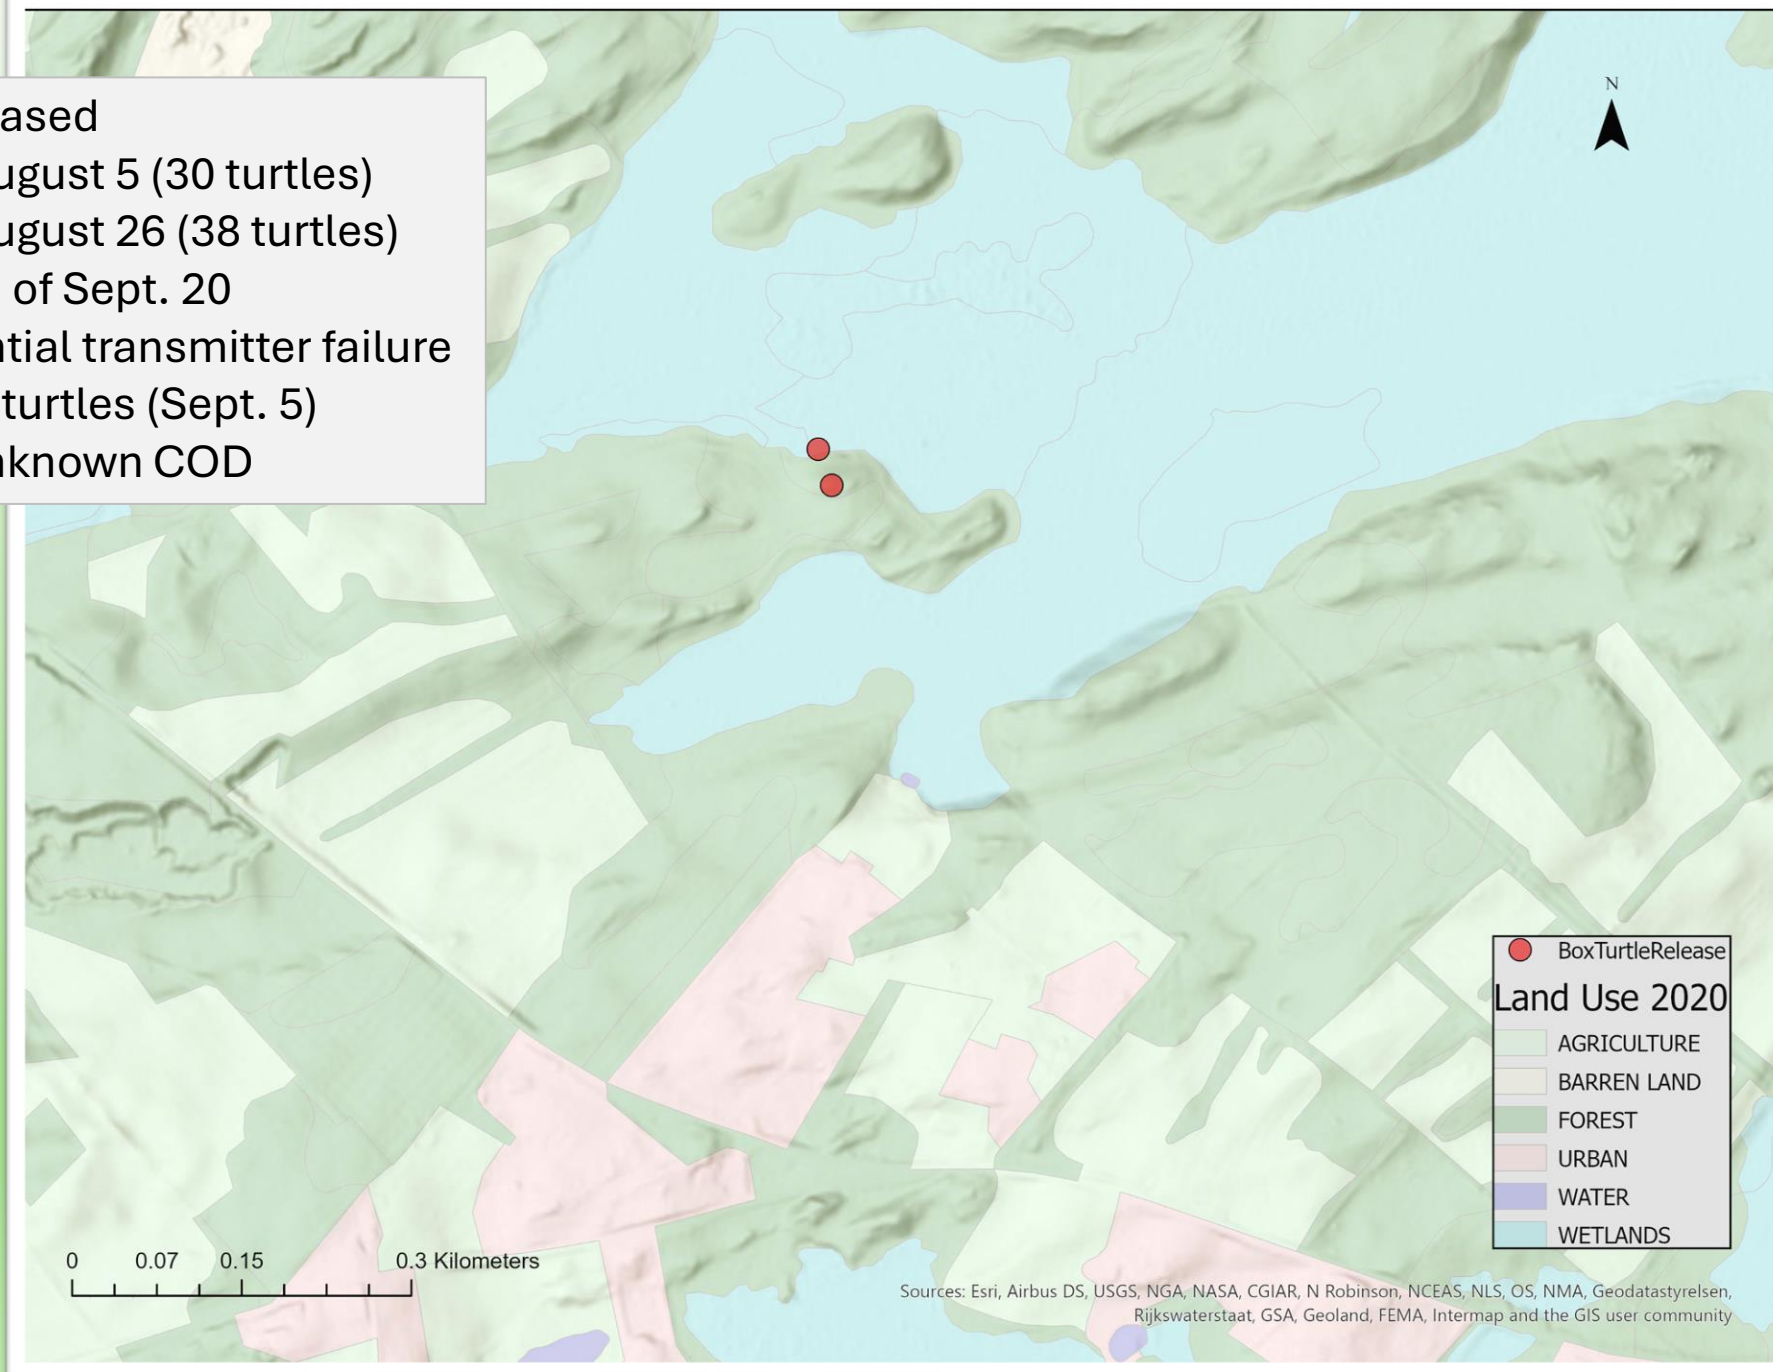 ased
ugust 5 (30 turtles)
ugust 26 (38 turtles)
of Sept. 20
ntial transmitter failure
turtles (Sept. 5)
nknown COD
N
BoxTurtleRelease
Land Use 2020
AGRICULTURE
BARREN LAND
FOREST
URBAN
WATER
WETLANDS
0 0.07 0.15 0.3 Kilometers
Sources: Esri, Airbus DS, USGS, NGA, NASA, CGIAR, N Robinson, NCEAS, NLS, OS, NMA, Geodatastyrelsen,
Rijkswaterstaat, GSA, Geoland, FEMA, Intermap and the GIS user community